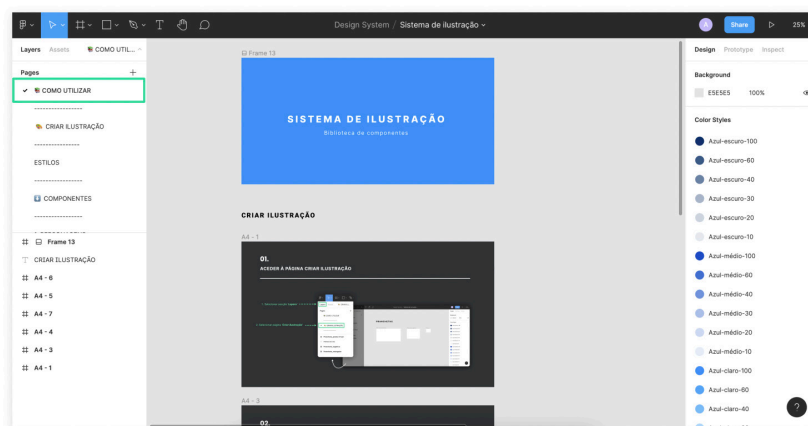 Design System / Sistema de ilustração
A
Share
25%
Layers
Assets
COMO UTIL...
Design
Prototype
Inspect
Pages
COMO UTILIZAR
----------------
CRIAR ILUSTRAÇÃO
---------------
ESTILOS
----------------
COMPONENTES
----------------
Frame 13
CRIAR ILUSTRAÇÃO
A4 - 6
A4 - 5
A4 - 7
A4 - 4
A4 - 3
A4 - 1
Frame 13
SISTEMA DE ILUSTRAÇÃO
Biblioteca de componentes
CRIAR ILUSTRAÇÃO
A4 - 1
01.
ACEDER À PÁGINA CRIAR ILUSTRAÇÃO
A4 - 3
02.
Background
E5E5E5
100%
Color Styles
Azul-escuro-100
Azul-escuro-60
Azul-escuro-40
Azul-escuro-30
Azul-escuro-20
Azul-escuro-10
Azul-médio-100
Azul-médio-60
Azul-médio-40
Azul-médio-30
Azul-médio-20
Azul-médio-10
Azul-claro-100
Azul-claro-60
Azul-claro-40
?